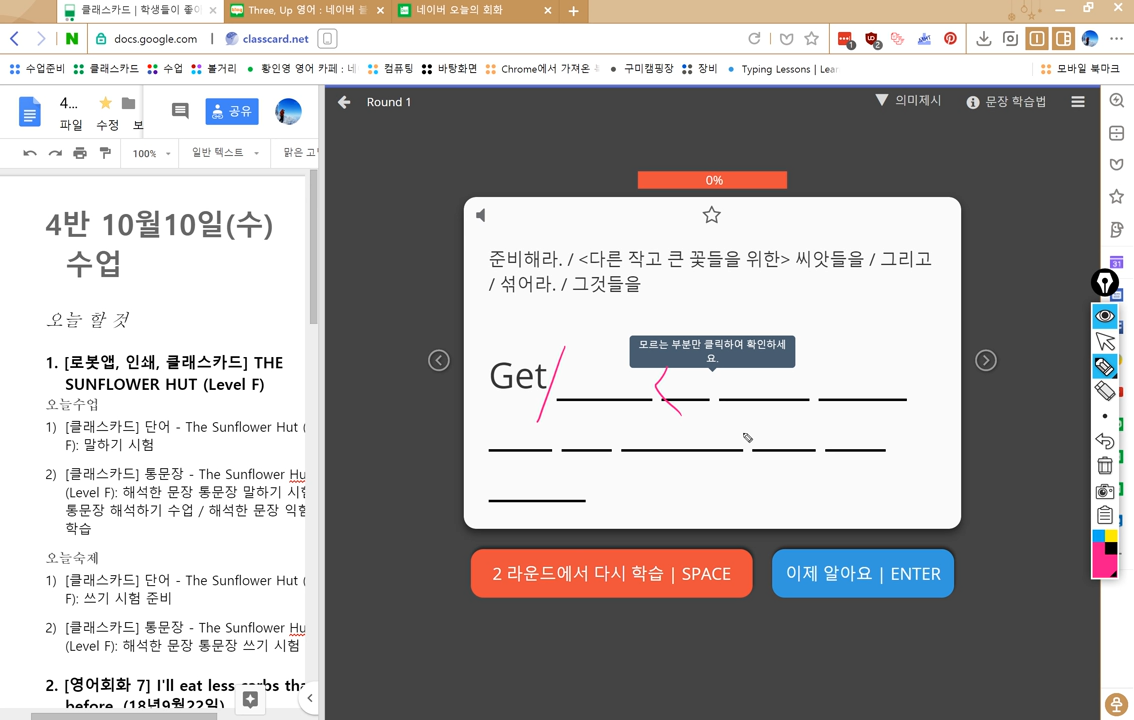 클래스카드 | 학생들이 좋아
Three, Up 영어 : 네이버 블
네이버 오늘의 회화
docs.google.com
classcard.net
수업준비
클래스카드
수업
볼거리
황인영 영어 카페 : 네
컴퓨팅
바탕화면
Chrome에서 가져온
구미캠핑장
장비
Typing Lessons | Lear
모바일 북마크
4...
파일
수정
보
공유
100%
일반 텍스트
맑은 고
4반 10월10일(수)
수업
오늘 할 것
1. [로봇앱, 인쇄, 클래스카드] THE
SUNFLOWER HUT (Level F)
오늘수업
1) [클래스카드] 단어 - The Sunflower Hut (
F): 말하기 시험
2) [클래스카드] 통문장 - The Sunflower Hu
(Level F): 해석한 문장 통문장 말하기 시험
통문장 해석하기 수업 / 해석한 문장 익힘
학습
오늘숙제
1) [클래스카드] 단어 - The Sunflower Hut (
F): 쓰기 시험 준비
2) [클래스카드] 통문장 - The Sunflower Hu
(Level F): 해석한 문장 통문장 쓰기 시험
2. [영어회화 7] I'll eat less carbs tha
before. (18년9월22일)
Round 1
의미제시
문장 학습법
0%
준비해라. / <다른 작고 큰 꽃들을 위한> 씨앗들을 / 그리고
/ 섞어라. / 그것들을
모르는 부분만 클릭하여 확인하세
요.
Get
2 라운드에서 다시 학습 | SPACE
이제 알아요 | ENTER